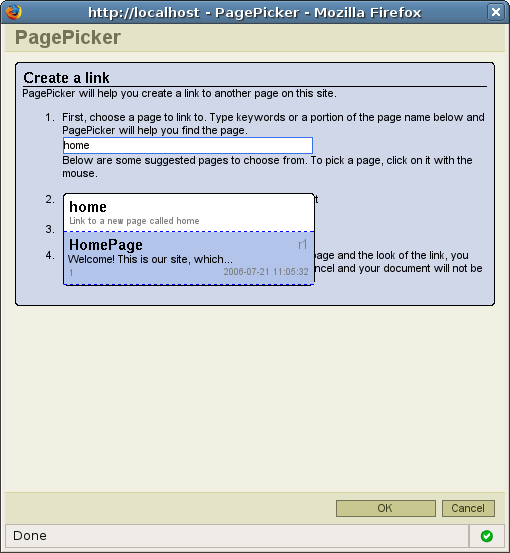 http://localhost - PagePicker - Mozilla Firefox
PagePicker
Create a link
PagePicker will help you create a link to another page on this site.
1. First, choose a page to link to. Type keywords or a portion of the page name below and
PagePicker will help you find the page.
home
Below are some suggested pages to choose from. To pick a page, click on it with the
mouse.
2.
home
Link to a new page called home
3.
HomePage r1
4. page and the look of the link, you
Welcome! This is our site, which...
1 2006-07-21 11:05:32 cancel and your document will not be
OK Cancel
Done